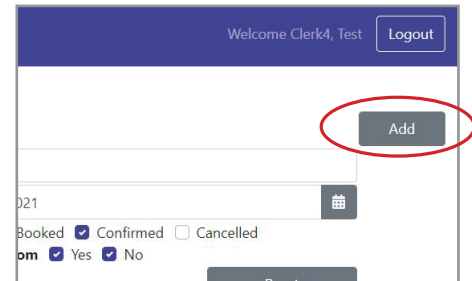 Welcome Clerk4, Test Logout
Add
021
Booked Confirmed Cancelled
om Yes No